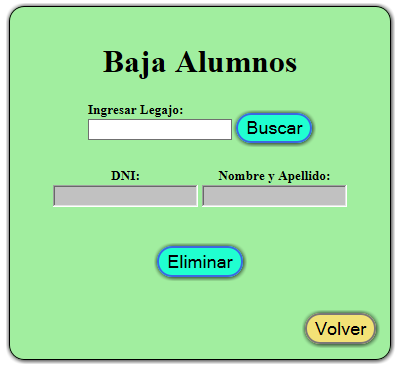 Baja Alumnos
Ingresar Legajo:
Buscar
DNI: Nombre y Apellido:
Eliminar
Volver